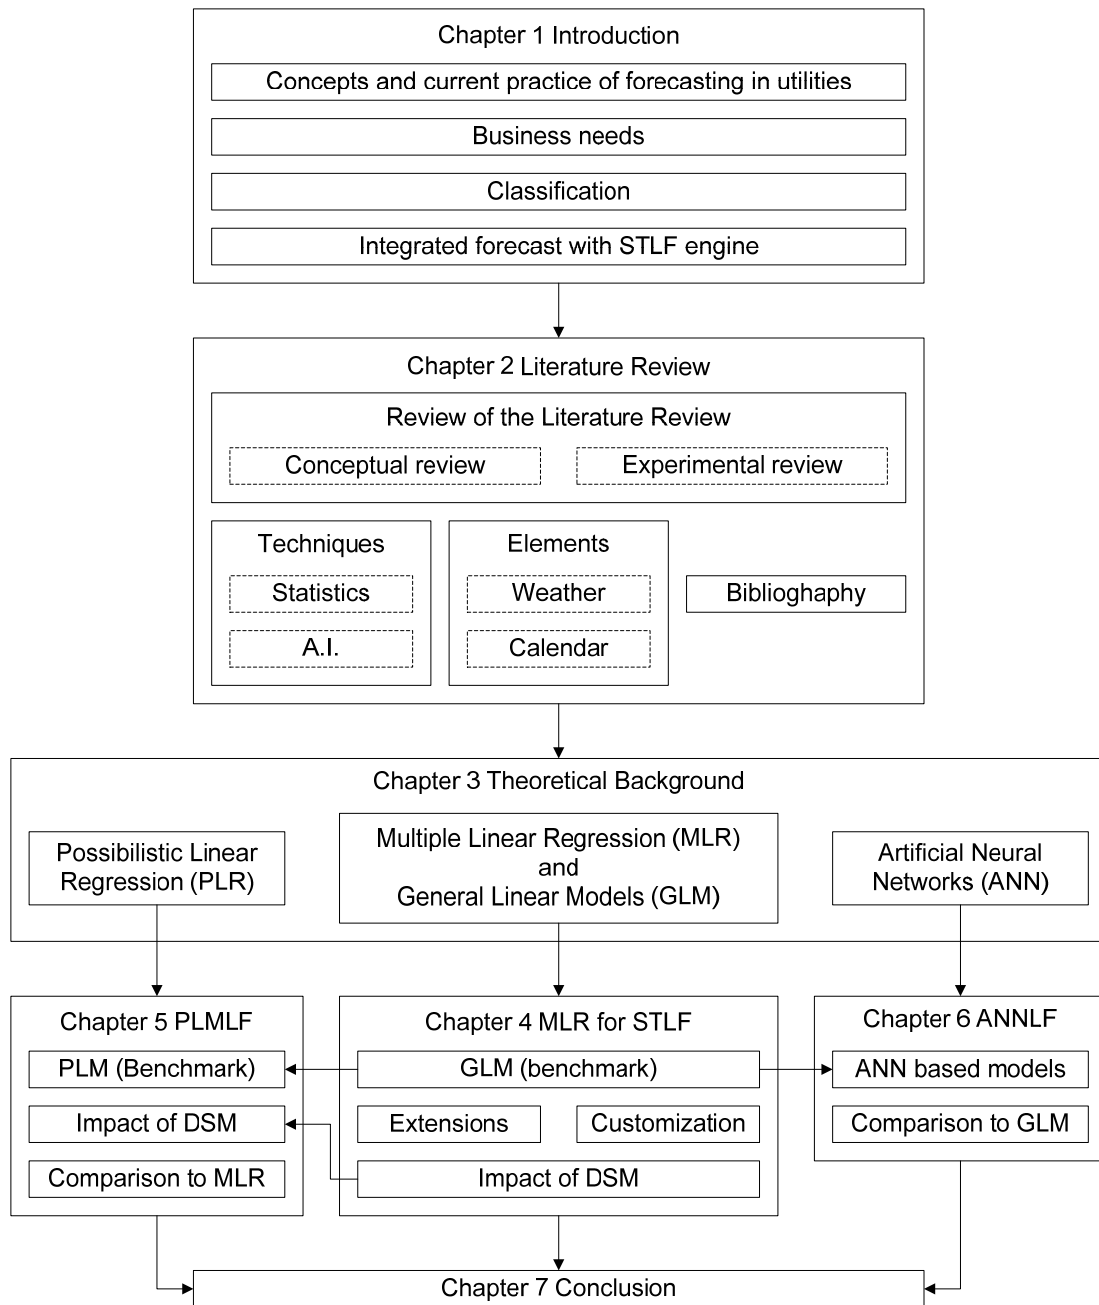 Chapter 1 Introduction
Concepts and current practice of forecasting in utilities
Business needs
Classification
Integrated forecast with STLF engine
Chapter 2 Literature Review
Review of the Literature Review
Conceptual review
Experimental review
Techniques
Statistics
A.I.
Elements
Weather
Calendar
Biblioghaphy
Chapter 3 Theoretical Background
Possibilistic Linear
Regression (PLR)
Multiple Linear Regression (MLR)
and
General Linear Models (GLM)
Artificial Neural
Networks (ANN)
Chapter 5 PLMLF
PLM (Benchmark)
Impact of DSM
Comparison to MLR
Chapter 4 MLR for STLF
GLM (benchmark)
Extensions
Customization
Impact of DSM
Chapter 6 ANNLF
ANN based models
Comparison to GLM
Chapter 7 Conclusion